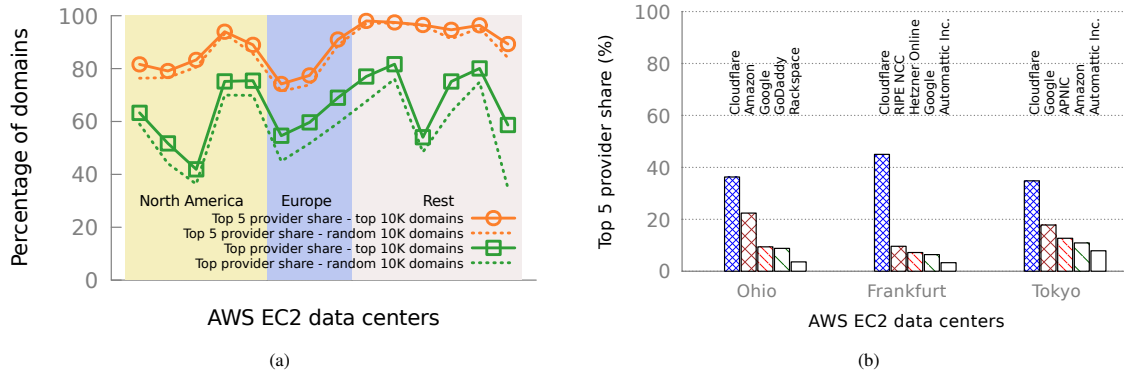 Percentage of domains
100
80
60
40
20
0
North America
Europe
Rest
Top 5 provider share - top 10K domains
Top 5 provider share - random 10K domains
Top provider share - top 10K domains
Top provider share - random 10K domains
AWS EC2 data centers
(a)
Top 5 provider share (%)
100
80
60
40
20
0
Cloudflare
Amazon
Google
GoDaddy
Rackspace
Cloudflare
RIPE NCC
Hetzner Online
Google
Automattic Inc.
Cloudflare
Google
APNIC
Amazon
Automattic Inc.
Ohio
Frankfurt
Tokyo
AWS EC2 data centers
(b)